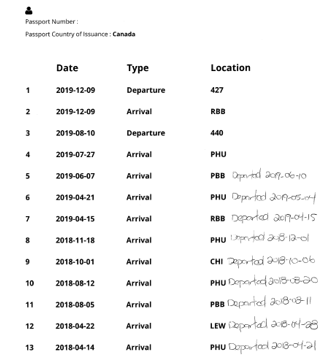 Passport Number :
Passport Country of Issuance : Canada
Date Type Location
1 2019-12-09 Departure 427
2 2019-12-09 Arrival RBB
3 2019-08-10 Departure 440
4 2019-07-27 Arrival PHU
5 2019-06-07 Arrival PBB Departed 2019-06-10
6 2019-04-21 Arrival PHU Departed 2019-05-14
7 2019-04-15 Arrival RBB Departed 2019-04-15
8 2018-11-18 Arrival PHU Departed 2018-12-01
9 2018-10-01 Arrival CHI Departed 2018-10-06
10 2018-08-12 Arrival PHU Departed 2018-08-20
11 2018-08-05 Arrival PBB Departed 2018-08-11
12 2018-04-22 Arrival LEW Departed 2018-04-28
13 2018-04-14 Arrival PHU Departed 2018-04-21